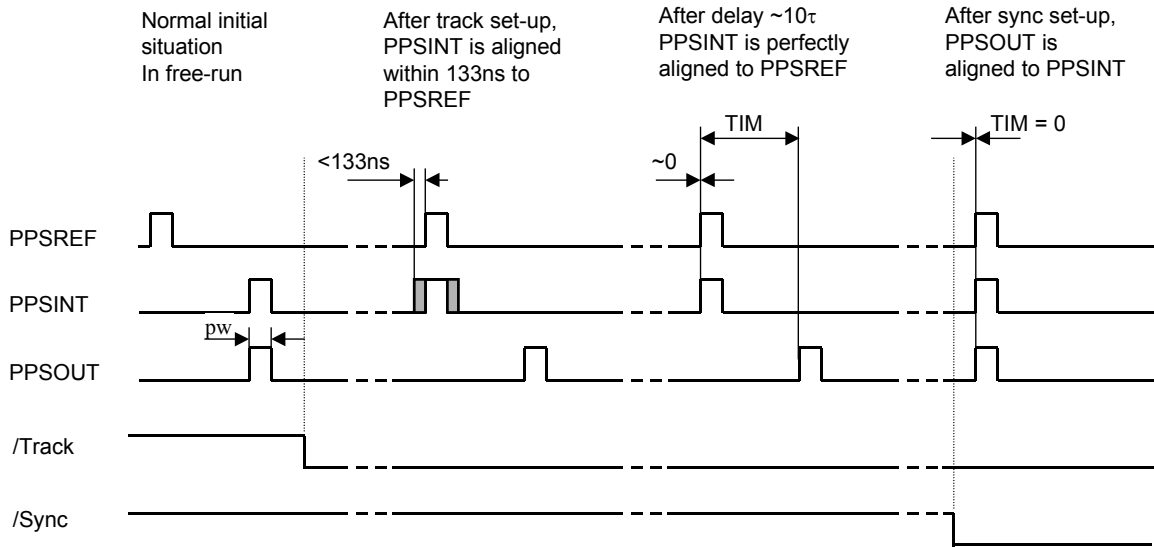 Normal initial
situation
In free-run
After track set-up,
PPSINT is aligned
within 133ns to
PPSREF
After delay ~10τ
PPSINT is perfectly
aligned to PPSREF
After sync set-up,
PPSOUT is
aligned to PPSINT
TIM
TIM = 0
<133ns
~0
PPSREF
PPSINT
pw
PPSOUT
/Track
/Sync